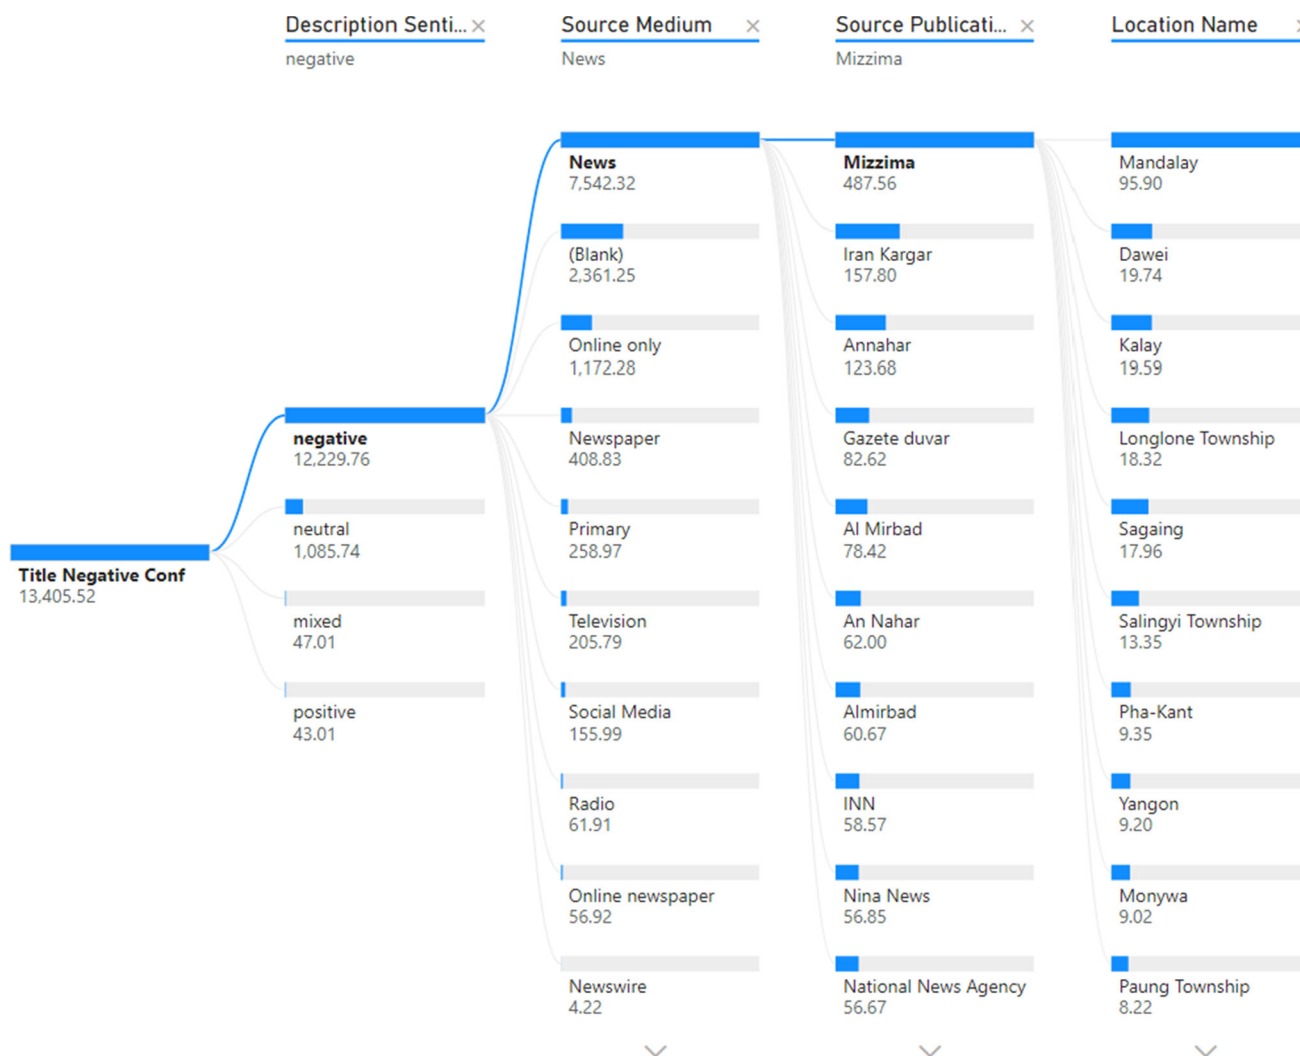 Description Senti...
negative
Source Medium
News
Source Publicati...
Mizzima
Location Name
Title Negative Conf
13,405.52
negative
12,229.76
neutral
1,085.74
mixed
47.01
positive
43.01
News
7,542.32
(Blank)
2,361.25
Online only
1,172.28
Newspaper
408.83
Primary
258.97
Television
205.79
Social Media
155.99
Radio
61.91
Online newspaper
56.92
Newswire
4.22
Mizzima
487.56
Iran Kargar
157.80
Annahar
123.68
Gazete duvar
82.62
Al Mirbad
78.42
An Nahar
62.00
Almirbad
60.67
INN
58.57
Nina News
56.85
National News Agency
56.67
Mandalay
95.90
Dawei
19.74
Kalay
19.59
Longlone Township
18.32
Sagaing
17.96
Salingyi Township
13.35
Pha-Kant
9.35
Yangon
9.20
Monywa
9.02
Paung Township
8.22